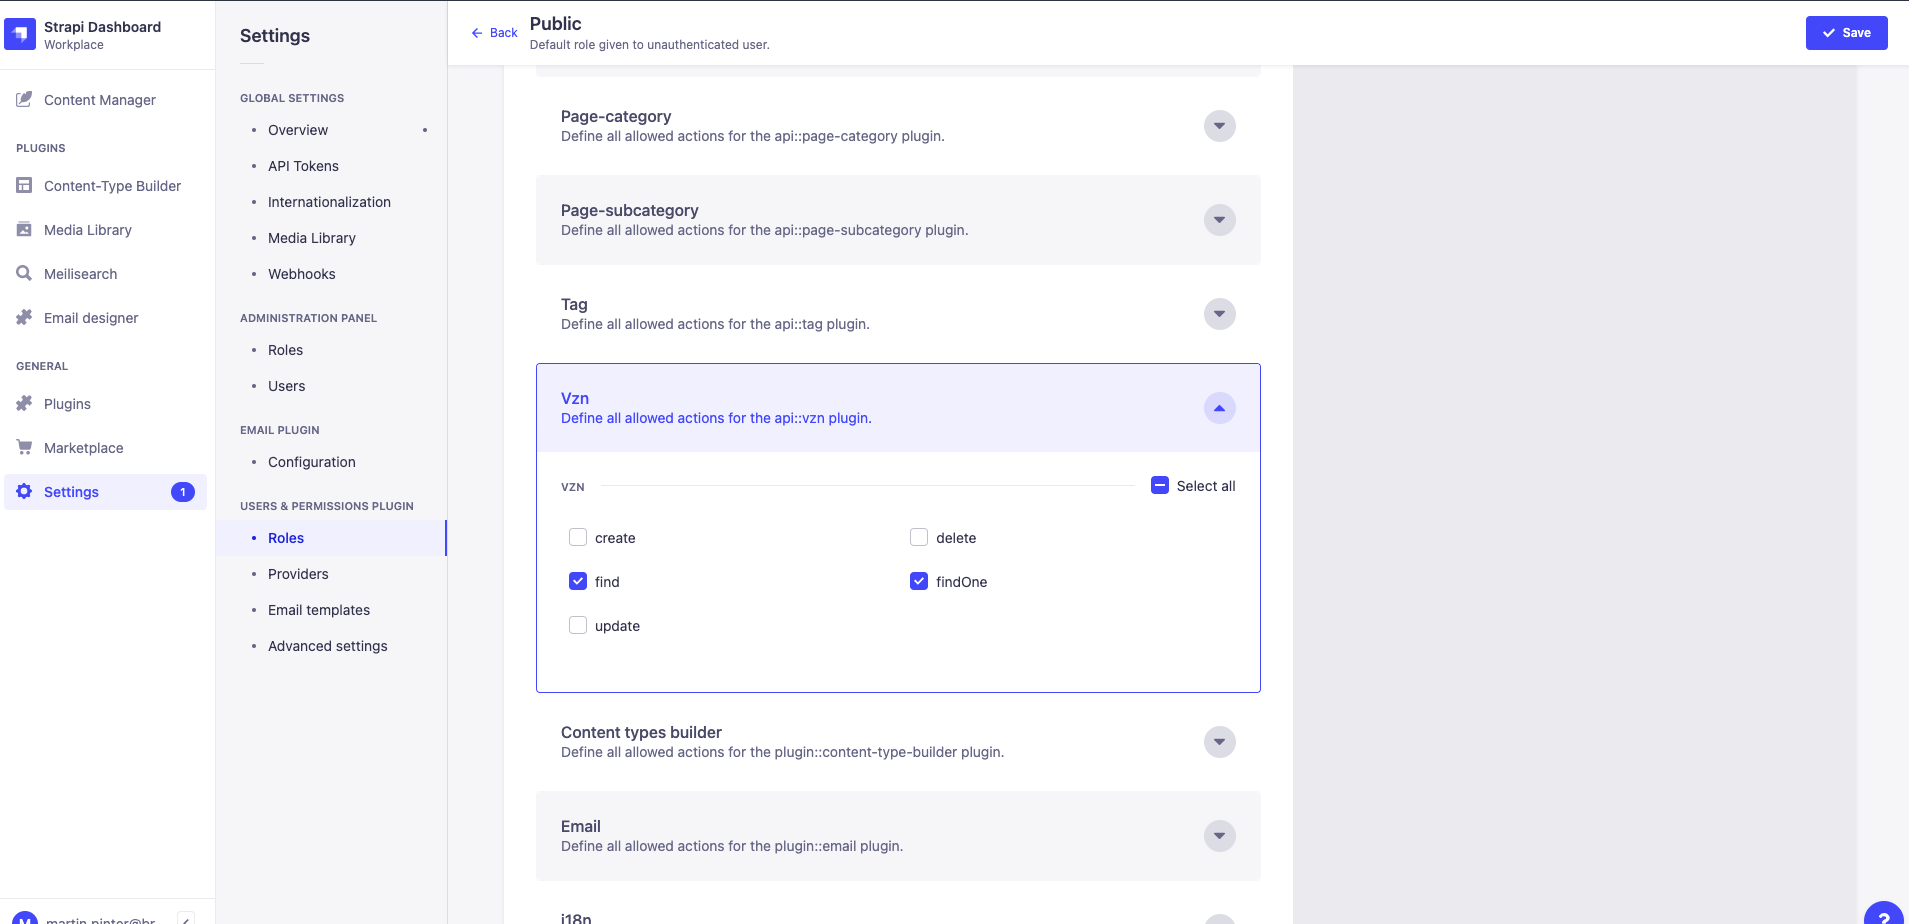 Strapi Dashboard
Workplace
Content Manager
PLUGINS
Content-Type Builder
Media Library
Meilisearch
Email designer
GENERAL
Plugins
Marketplace
Settings
1
M
Settings
GLOBAL SETTINGS
Overview
API Tokens
Internationalization
Media Library
Webhooks
ADMINISTRATION PANEL
Roles
Users
EMAIL PLUGIN
Configuration
USERS & PERMISSIONS PLUGIN
Roles
Providers
Email templates
Advanced settings
Back
Public
Default role given to unauthenticated user.
Save
Page-category
Define all allowed actions for the api::page-category plugin.
Page-subcategory
Define all allowed actions for the api::page-subcategory plugin.
Tag
Define all allowed actions for the api::tag plugin.
Vzn
Define all allowed actions for the api::vzn plugin.
VZN
Select all
create
delete
find
findOne
update
Content types builder
Define all allowed actions for the plugin::content-type-builder plugin.
Email
Define all allowed actions for the plugin::email plugin.
i18n
?